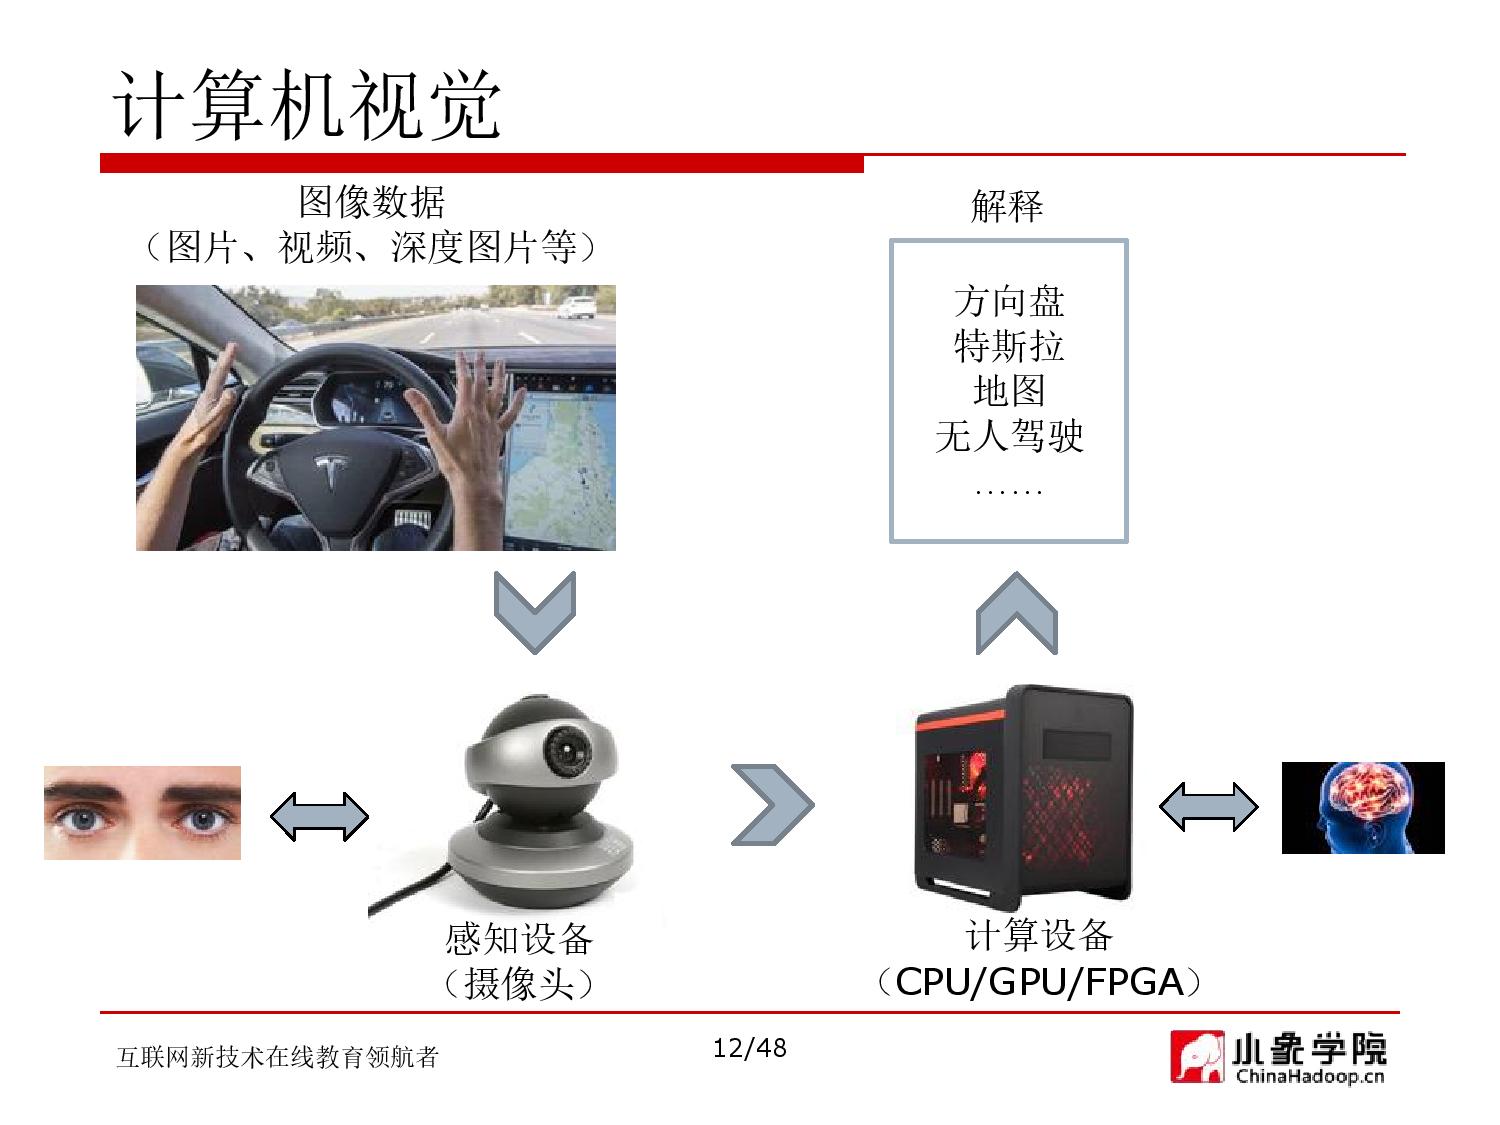 计算机视觉
图像数据
（图片、视频、深度图片等）
解释
方向盘
特斯拉
地图
无人驾驶
……
感知设备
（摄像头）
计算设备
（CPU/GPU/FPGA）
互联网新技术在线教育领航者
12/48
小象学院
ChinaHadoop.cn